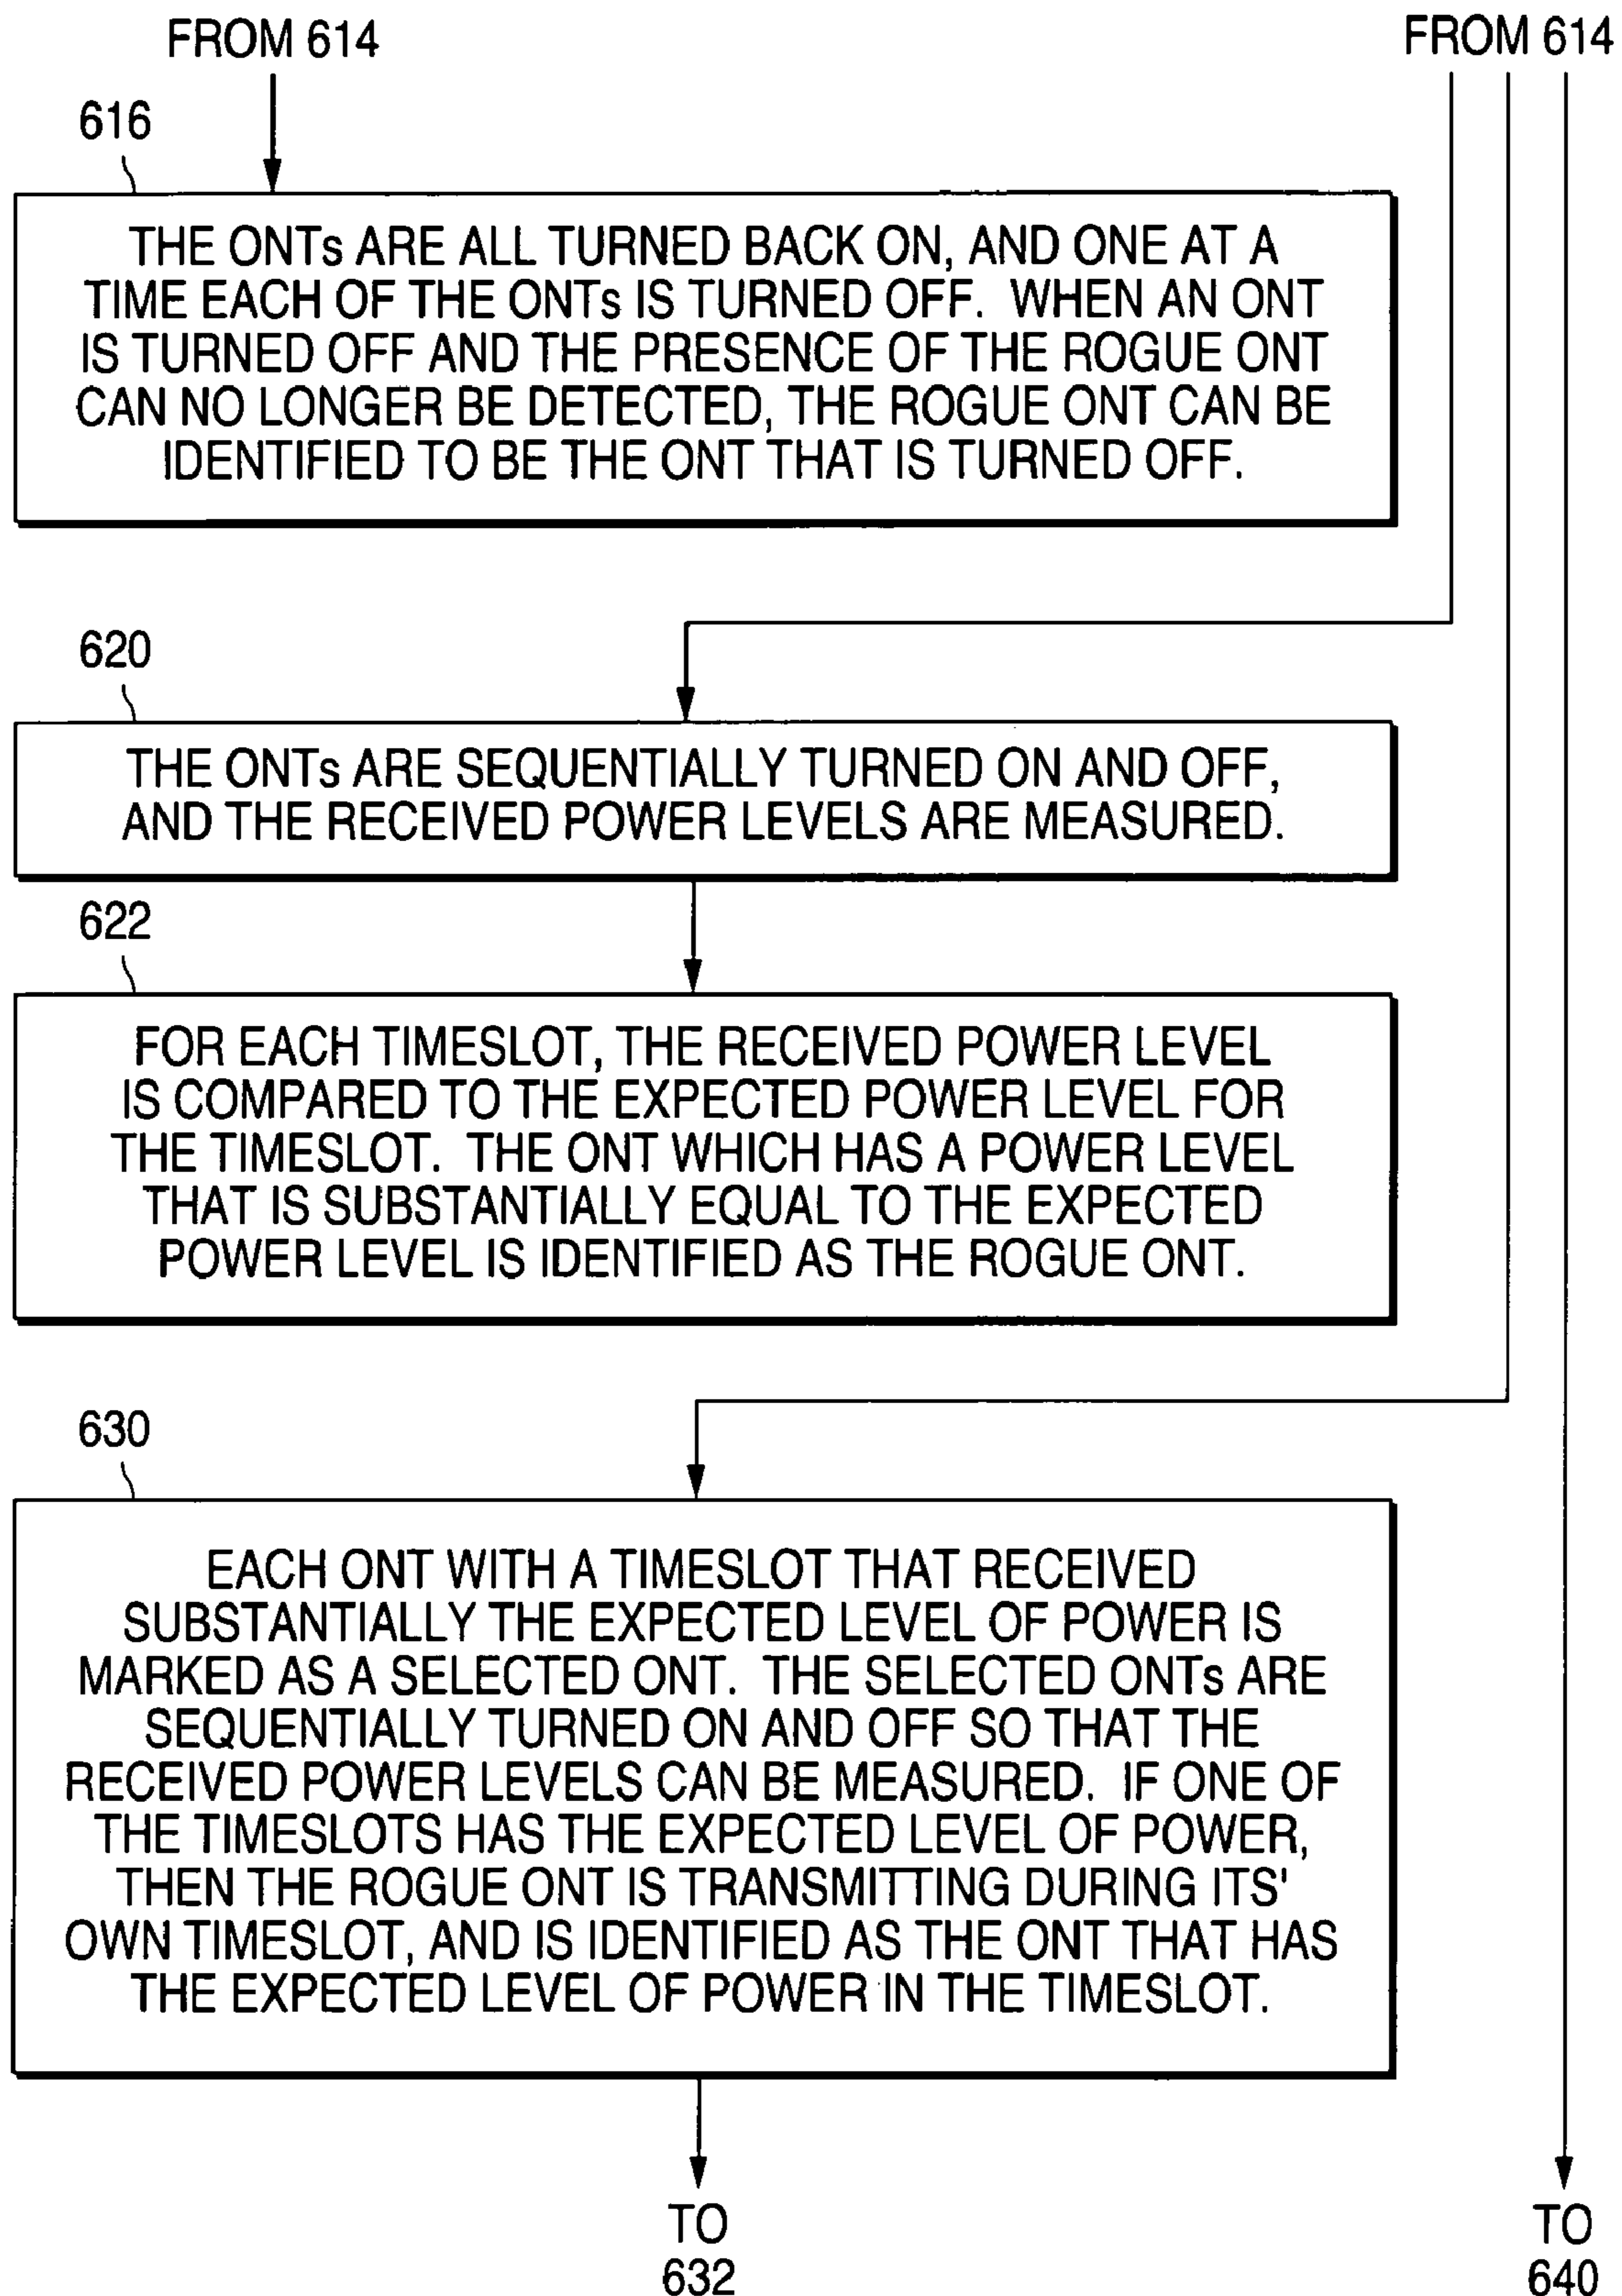 FROM 614
FROM 614
616
THE ONTs ARE ALL TURNED BACK ON, AND ONE AT A
TIME EACH OF THE ONTs IS TURNED OFF. WHEN AN ONT
IS TURNED OFF AND THE PRESENCE OF THE ROGUE ONT
CAN NO LONGER BE DETECTED, THE ROGUE ONT CAN BE
IDENTIFIED TO BE THE ONT THAT IS TURNED OFF.
620
THE ONTs ARE SEQUENTIALLY TURNED ON AND OFF,
AND THE RECEIVED POWER LEVELS ARE MEASURED.
622
FOR EACH TIMESLOT, THE RECEIVED POWER LEVEL
IS COMPARED TO THE EXPECTED POWER LEVEL FOR
THE TIMESLOT. THE ONT WHICH HAS A POWER LEVEL
THAT IS SUBSTANTIALLY EQUAL TO THE EXPECTED
POWER LEVEL IS IDENTIFIED AS THE ROGUE ONT.
630
EACH ONT WITH A TIMESLOT THAT RECEIVED
SUBSTANTIALLY THE EXPECTED LEVEL OF POWER IS
MARKED AS A SELECTED ONT. THE SELECTED ONTs ARE
SEQUENTIALLY TURNED ON AND OFF SO THAT THE
RECEIVED POWER LEVELS CAN BE MEASURED. IF ONE OF
THE TIMESLOTS HAS THE EXPECTED LEVEL OF POWER,
THEN THE ROGUE ONT IS TRANSMITTING DURING ITS'
OWN TIMESLOT, AND IS IDENTIFIED AS THE ONT THAT HAS
THE EXPECTED LEVEL OF POWER IN THE TIMESLOT.
TO
632
TO
640